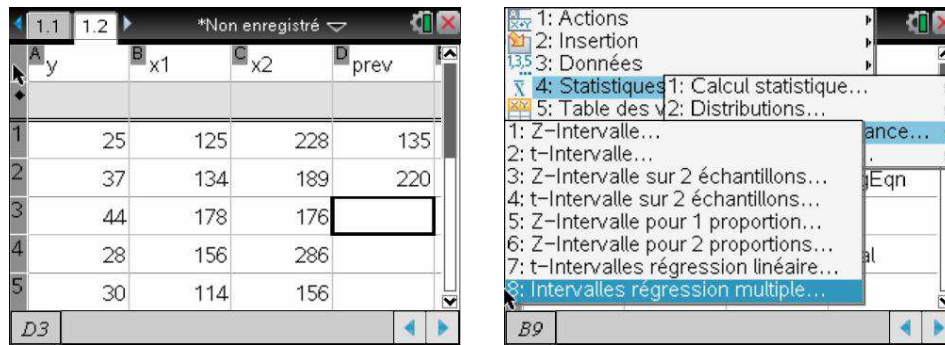 1.1 1.2 *Non enregistré
A y B x1 C x2 D prev
1 25 125 228 135
2 37 134 189 220
3 44 178 176
4 28 156 286
5 30 114 156
D3
1: Actions
2: Insertion
3: Données
4: Statistiques 1: Calcul statistique...
5: Table des v 2: Distributions...
ance...
1: Z-Intervalle...
2: t-Intervalle...
3: Z-Intervalle sur 2 échantillons...
gEqn
4: t-Intervalle sur 2 échantillons...
5: Z-Intervalle pour 1 proportion...
6: Z-Intervalle pour 2 proportions...
al
7: t-Intervalles régression linéaire...
8: Intervalles régression multiple...
B9